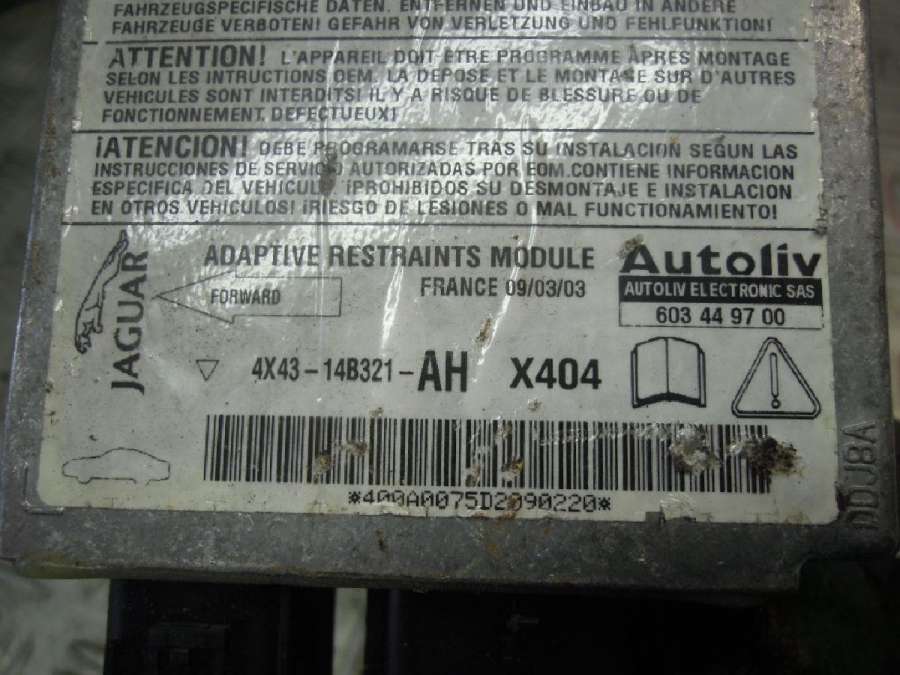 FAHRZEUGSPEZIFISCHE DATEN. ENTFERNEN UND EINBAU IN ANDERE
FAHRZEUGE VERBOTEN! GEFAHR VON VERLETZUNG UND FEHLFUNKTION!
ATTENTION! L'APPAREIL DOIT ETRE PROGRAMME APRES MONTAGE
SELON LES INTRUCTIONS OEM. LA DEPOSE ET LE MONTAGE SUR D'AUTRES
VEHICULES SONT INTERDITS! IL Y A RISQUE DE BLESSURE OU DE
FONCTIONNEMENT DEFECTUEUX!
¡ATENCION! DEBE PROGRAMARSE TRAS SU INSTALACION SEGUN LAS
INSTRUCCIONES DE SERVICIO AUTORIZADAS POR EOM.CONTIENE INFORMACION
ESPECIFICA DEL VEHICULO ¡PROHIBIDOS SU DESMONTAJE E INSTALACION
EN OTROS VEHICULOS! ¡RIESGO DE LESIONES O MAL FUNCTIONAMIENTO!
JAGUAR
ADAPTIVE RESTRAINTS MODULE
FORWARD
FRANCE 09/03/03
Autoliv
AUTOLIV ELECTRONIC SAS
603 44 97 00
4X43-14B321-AH X404
*400A0075D2090220*
DDJ8A